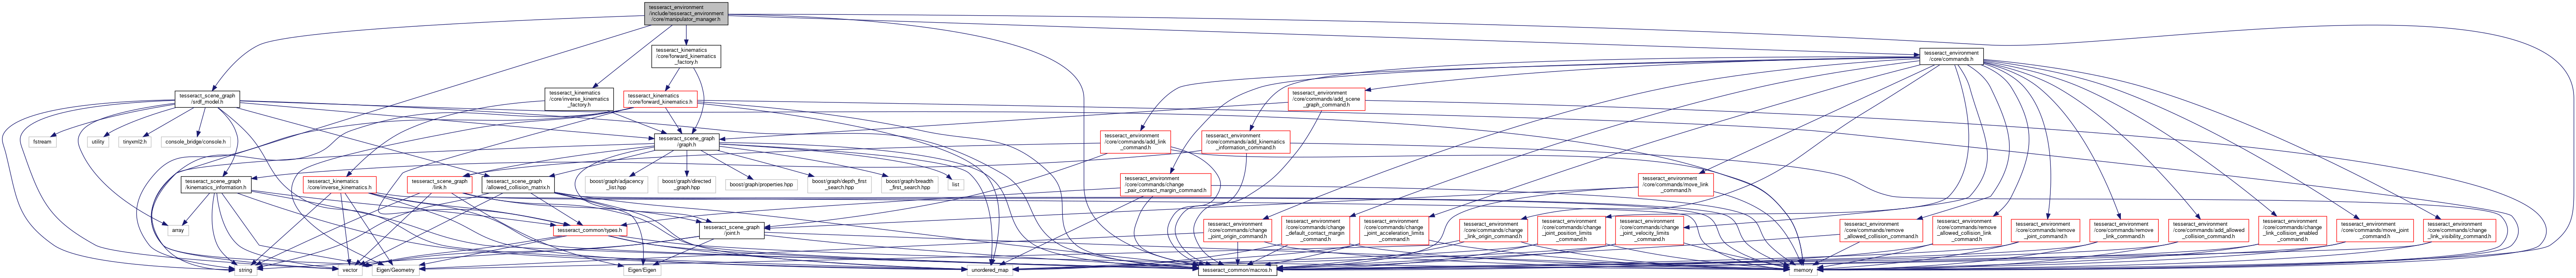 tesseract_environment
/include/tesseract_environment
/core/manipulator_manager.h
tesseract_kinematics
/core/forward_kinematics
_factory.h
tesseract_environment
/core/commands.h
tesseract_scene_graph
/srdf_model.h
tesseract_kinematics
/core/inverse_kinematics
_factory.h
tesseract_kinematics
/core/forward_kinematics.h
tesseract_environment
/core/commands/add_scene
_graph_command.h
fstream
utility
tinyxml2.h
console_bridge/console.h
tesseract_scene_graph
/graph.h
tesseract_environment
/core/commands/add_link
_command.h
tesseract_environment
/core/commands/add_kinematics
_information_command.h
tesseract_scene_graph
/kinematics_information.h
tesseract_kinematics
/core/inverse_kinematics.h
tesseract_scene_graph
/link.h
tesseract_scene_graph
/allowed_collision_matrix.h
boost/graph/adjacency
_list.hpp
boost/graph/directed
_graph.hpp
boost/graph/properties.hpp
boost/graph/depth_first
_search.hpp
boost/graph/breadth
_first_search.hpp
list
tesseract_environment
/core/commands/change
_pair_contact_margin_command.h
tesseract_environment
/core/commands/move_link
_command.h
array
tesseract_common/types.h
tesseract_scene_graph
/joint.h
tesseract_environment
/core/commands/change
_joint_origin_command.h
tesseract_environment
/core/commands/change
_default_contact_margin
_command.h
tesseract_environment
/core/commands/change
_joint_acceleration_limits
_command.h
tesseract_environment
/core/commands/change
_link_origin_command.h
tesseract_environment
/core/commands/change
_joint_position_limits
_command.h
tesseract_environment
/core/commands/change
_joint_velocity_limits
_command.h
tesseract_environment
/core/commands/remove
_allowed_collision_command.h
tesseract_environment
/core/commands/remove
_allowed_collision_link
_command.h
tesseract_environment
/core/commands/remove
_joint_command.h
tesseract_environment
/core/commands/remove
_link_command.h
tesseract_environment
/core/commands/add_allowed
_collision_command.h
tesseract_environment
/core/commands/change
_link_collision_enabled
_command.h
tesseract_environment
/core/commands/move_joint
_command.h
tesseract_environment
/core/commands/change
_link_visibility_command.h
string
vector
Eigen/Geometry
Eigen/Eigen
unordered_map
tesseract_common/macros.h
memory